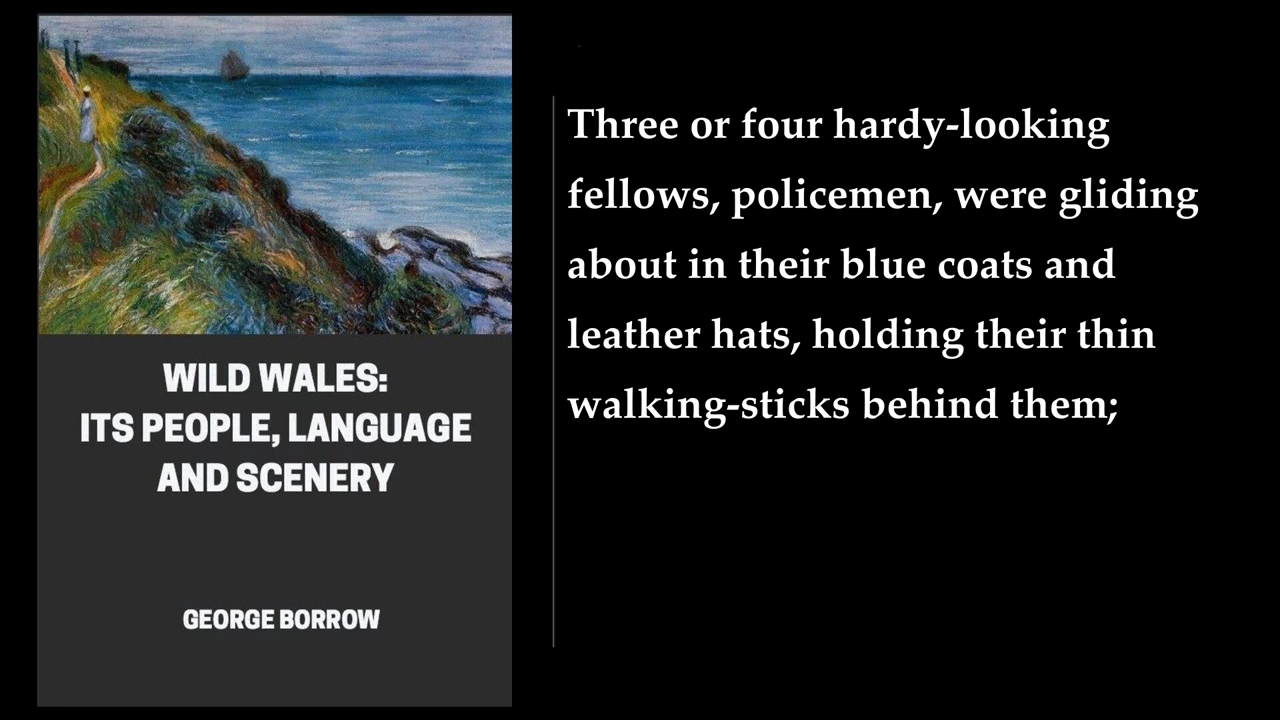 WILD WALES:
ITS PEOPLE, LANGUAGE
AND SCENERY
GEORGE BORROW
Three or four hardy-looking
fellows, policemen, were gliding
about in their blue coats and
leather hats, holding their thin
walking-sticks behind them;